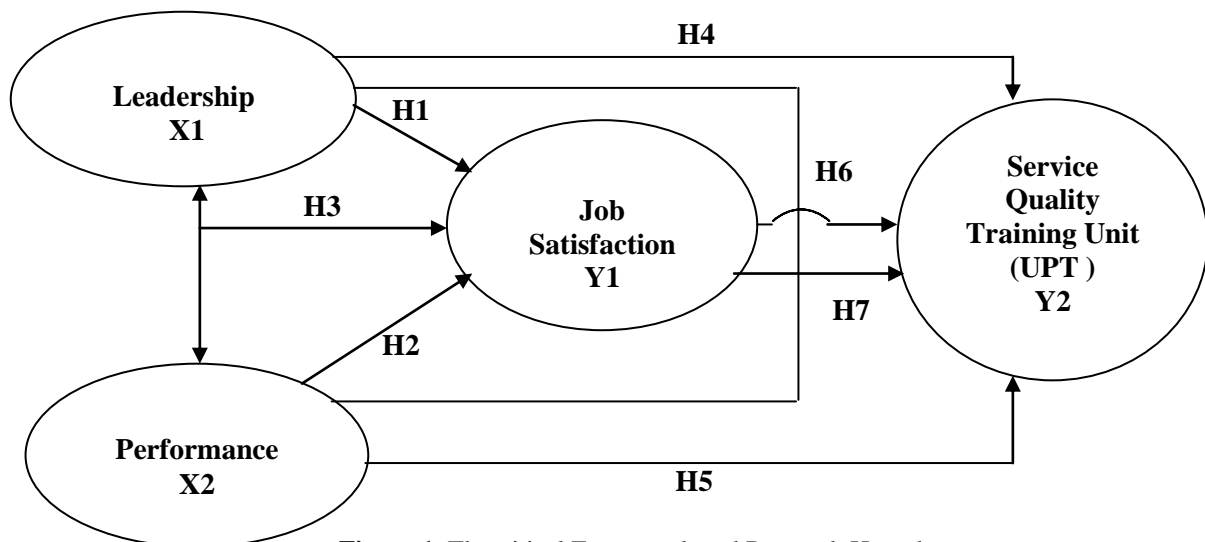 H4
Leadership
X1
H1
H3
Job
Satisfaction
Y1
H6
Service
Quality
Training Unit
(UPT )
Y2
H7
H2
Performance
X2
H5